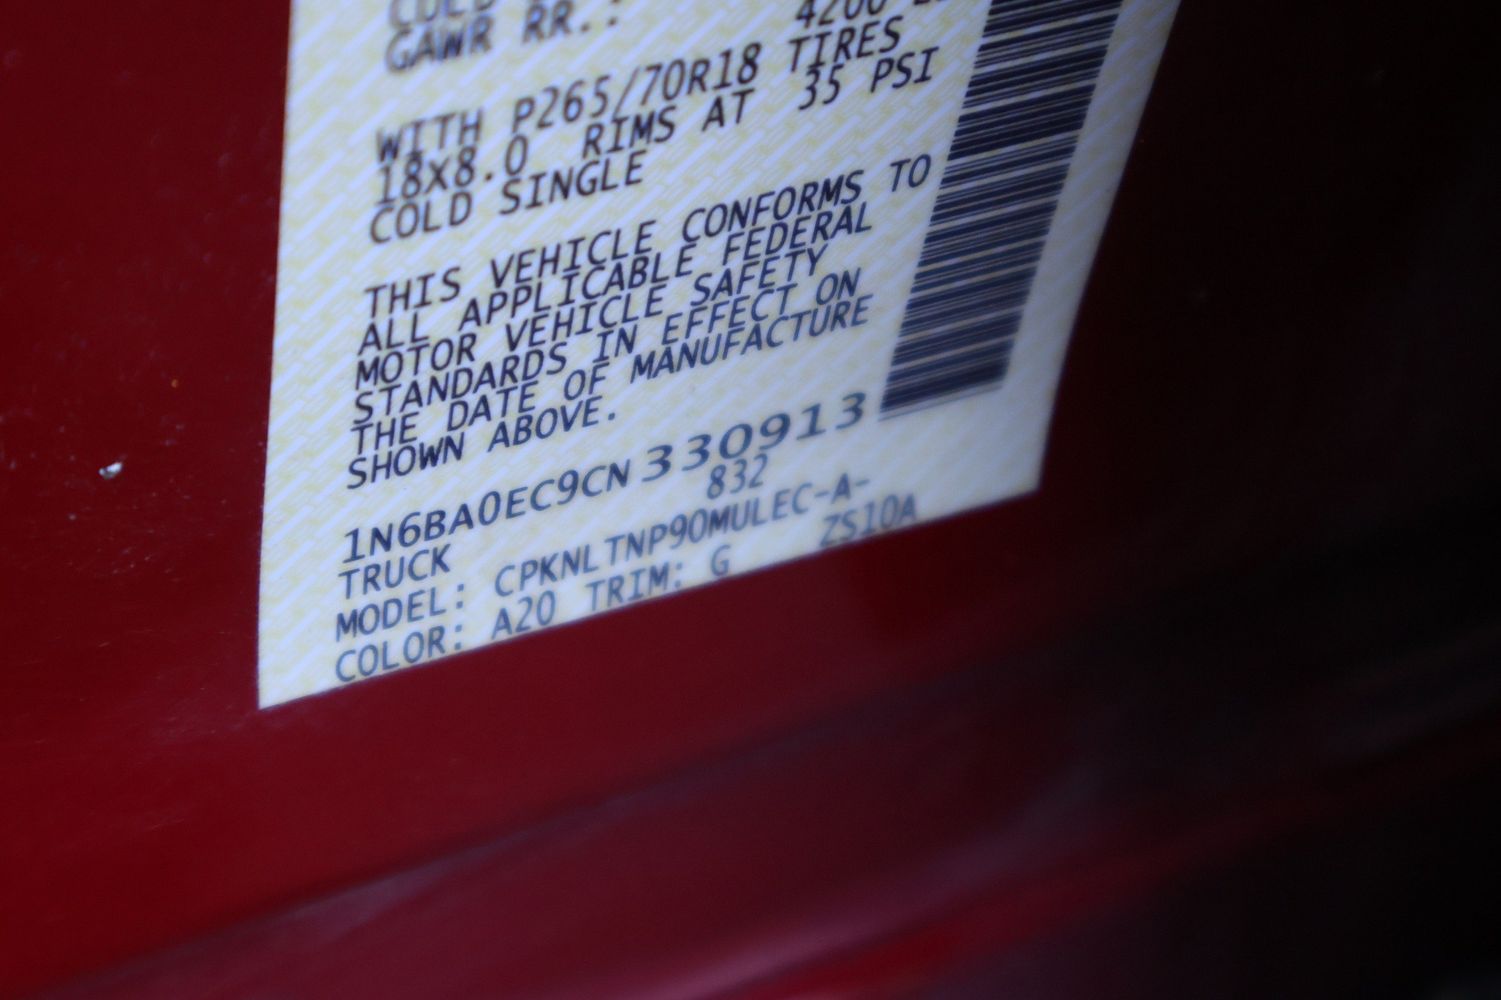 COLD
GAWR RR.: 4200
WITH P265/70R18 TIRES
18x8.0 RIMS AT 35 PSI
COLD SINGLE
THIS VEHICLE CONFORMS TO
ALL APPLICABLE FEDERAL
MOTOR VEHICLE SAFETY
STANDARDS IN EFFECT ON
THE DATE OF MANUFACTURE
SHOWN ABOVE.
1N6BA0EC9CN330913
TRUCK 832
MODEL: CPKNLTNP90MULEC-A-
COLOR: A20 TRIM: G ZS10A